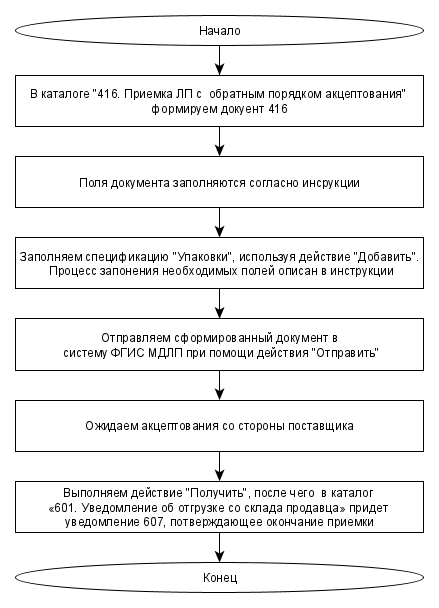 Начало
В каталоге "416. Приемка ЛП с обратным порядком акцептования"
формируем докуент 416
Поля документа заполняются согласно инсрукции
Заполняем спецификацию "Упаковки", используя действие "Добавить".
Процесс запонения необходимых полей описан в инструкции
Отправляем сформированный документ в
систему ФГИС МДЛП при помощи действия "Отправить"
Ожидаем акцептования со стороны поставщика
Выполняем действие "Получить", после чего в каталог
«601. Уведомление об отгрузке со склада продавца» придет
уведомление 607, потверждающее окончание приемки
Конец